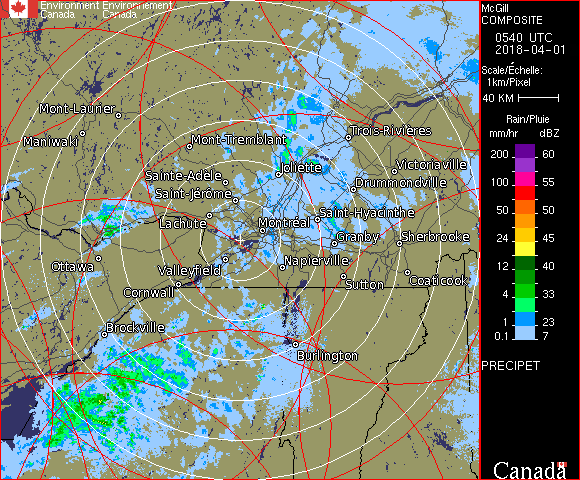 Environment Environnement
Canada Canada
McGill
COMPOSITE
0540 UTC
2018-04-01
Scale/Échelle:
1km/Pixel
40 KM
Rain/Pluie
mm/hr dBZ
200 60
100 55
50 50
24 45
12 40
4 33
1 23
0.1 7
PRECIPET
Canada
Mont-Laurier
Maniwaki
Mont-Tremblant
Trois-Rivières
Joliette
Victoriaville
Sainte-Adèle
Drummondville
Saint-Jérôme
Lachute
Saint-Hyacinthe
Montréal
Granby
Sherbrooke
Ottawa
Valleyfield
Napierville
Cornwall
Sutton
Coaticook
Brockville
Burlington